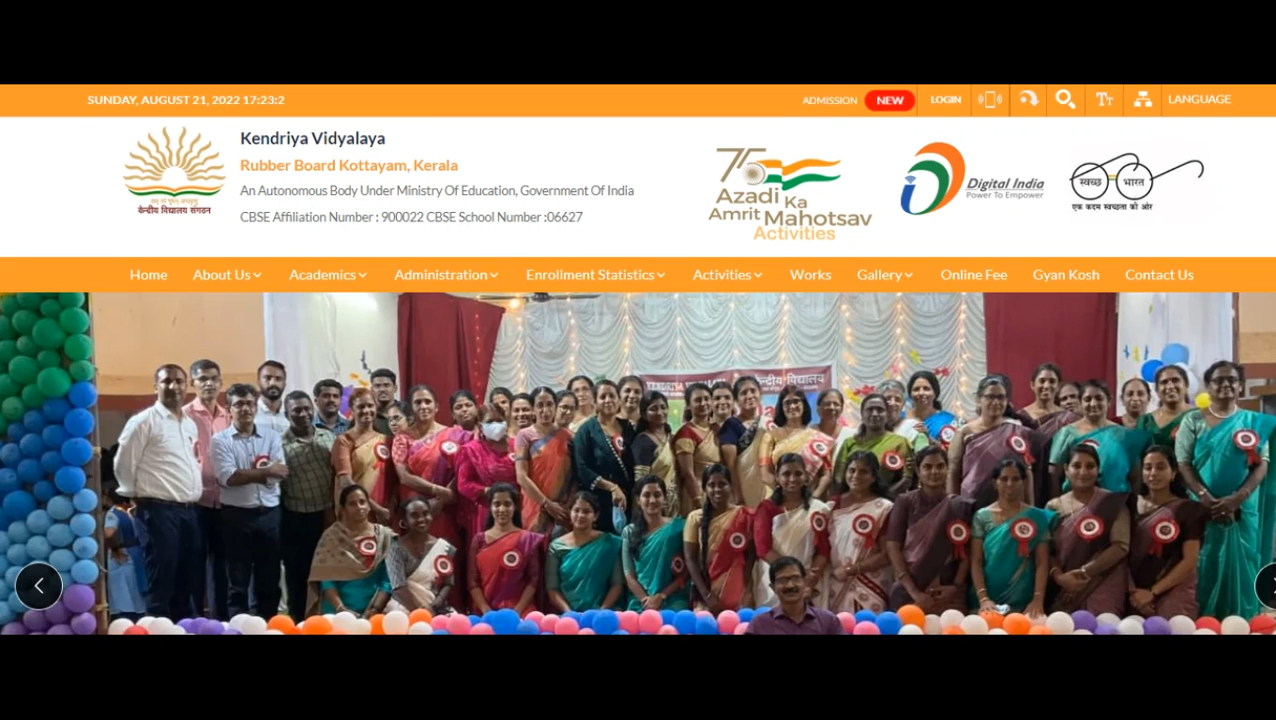 SUNDAY, AUGUST 21, 2022 17:23:2
ADMISSION NEW LOGIN TT LANGUAGE
Kendriya Vidyalaya
Rubber Board Kottayam, Kerala
An Autonomous Body Under Ministry Of Education, Government Of India
CBSE Affiliation Number : 900022 CBSE School Number :06627
केन्द्रीय विद्यालय संगठन
75
Azadi Ka
Amrit Mahotsav
Activities
Digital India
Power To Empower
स्वच्छ भारत
एक कदम स्वच्छता की ओर
Home About Us Academics Administration Enrollment Statistics Activities Works Gallery Online Fee Gyan Kosh Contact Us
केन्द्रीय विद्यालय